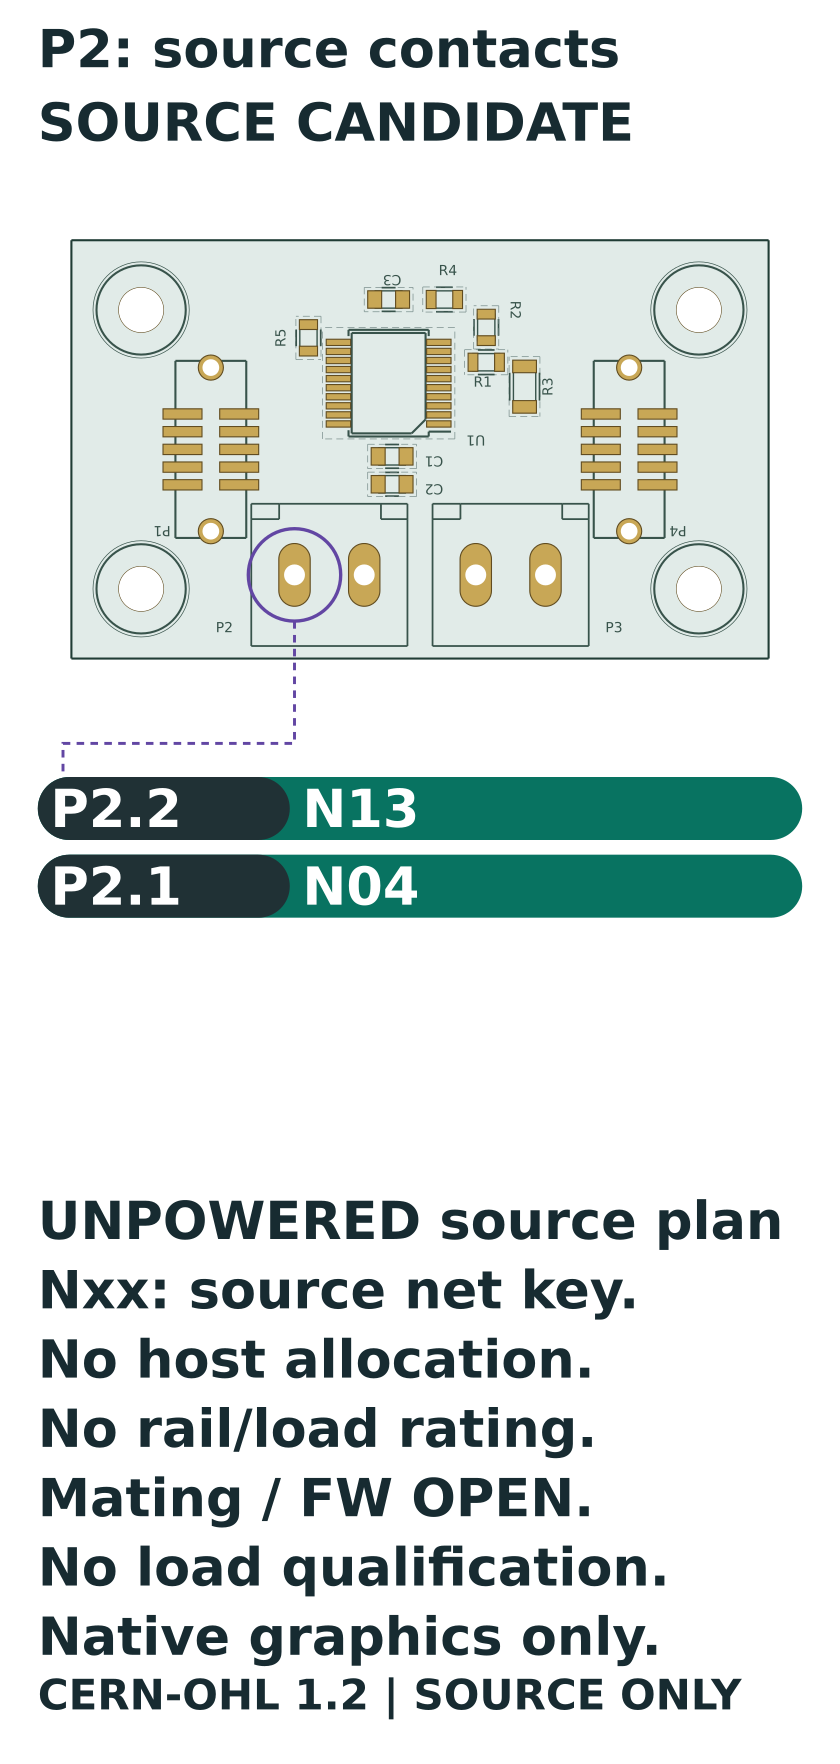 P2: source contacts
SOURCE CANDIDATE
C3
R4
R2
R5
R1
R3
U1
C1
C2
P1
P4
P2
P3
P2.2 N13
P2.1 N04
UNPOWERED source plan
Nxx: source net key.
No host allocation.
No rail/load rating.
Mating / FW OPEN.
No load qualification.
Native graphics only.
CERN-OHL 1.2 | SOURCE ONLY